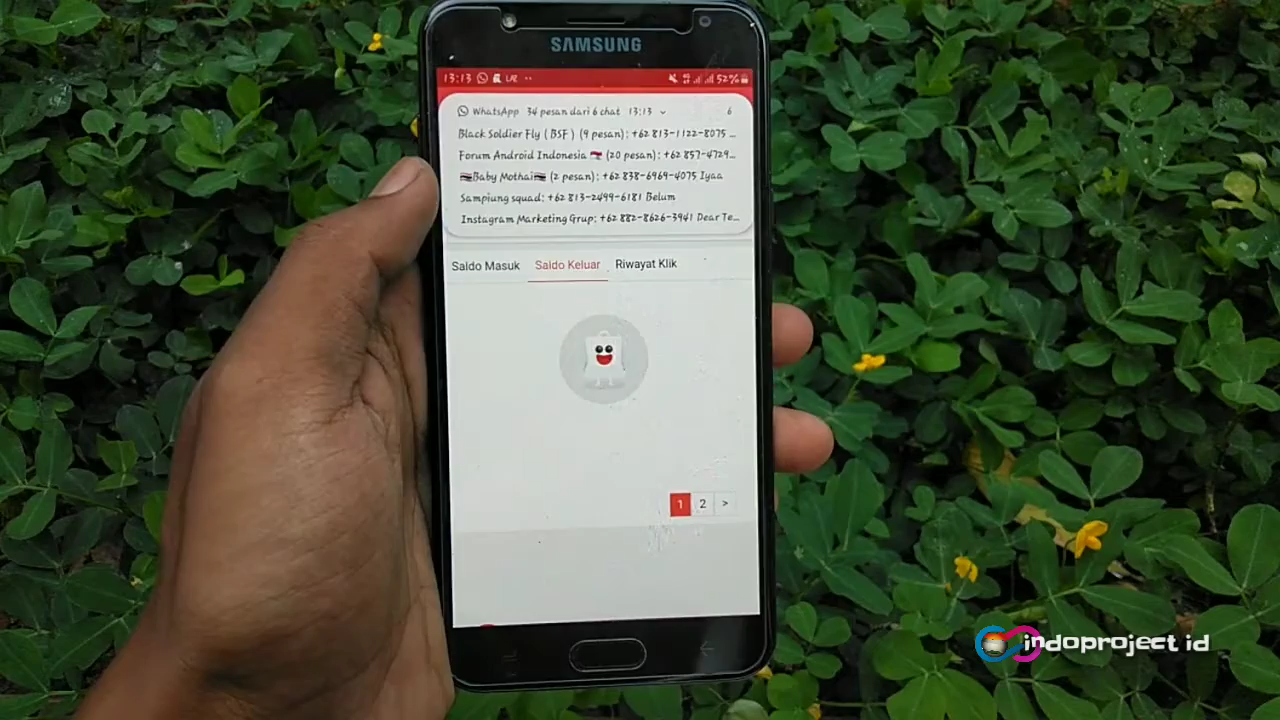 SAMSUNG
13:13 52%
WhatsApp 34 pesan dari 6 chat 13:13 6
Black Soldier Fly (BSF) (9 pesan): +62 813-1122-8075 ...
Forum Android Indonesia (20 pesan): +62 857-4729...
Baby Mothai (2 pesan): +62 838-6969-4075 Iyaa
Sampiung squad: +62 813-2499-6181 Belum
Instagram Marketing Grup: +62 882-8626-3941 Dear Te...
Saldo Masuk Saldo Keluar Riwayat Klik
1 2 >
indoproject id